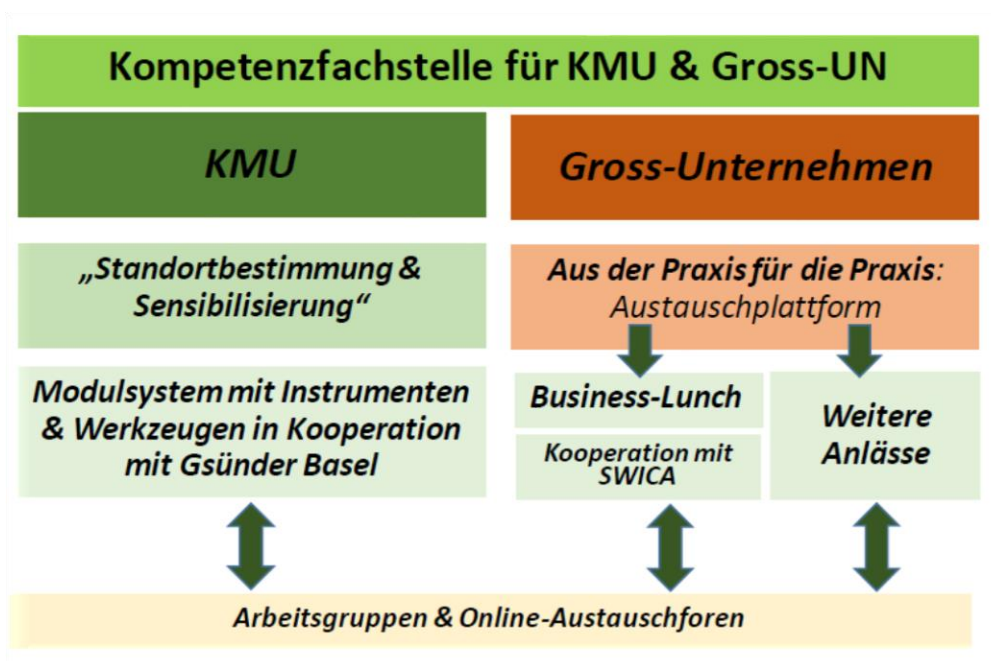 Kompetenzfachstelle für KMU & Gross-UN
KMU
Gross-Unternehmen
„Standortbestimmung &
Sensibilisierung“
Aus der Praxis für die Praxis:
Austauschplattform
Modulsystem mit Instrumenten
& Werkzeugen in Kooperation
mit Gsünder Basel
Business-Lunch
Kooperation mit
SWICA
Weitere
Anlässe
Arbeitsgruppen & Online-Austauschforen